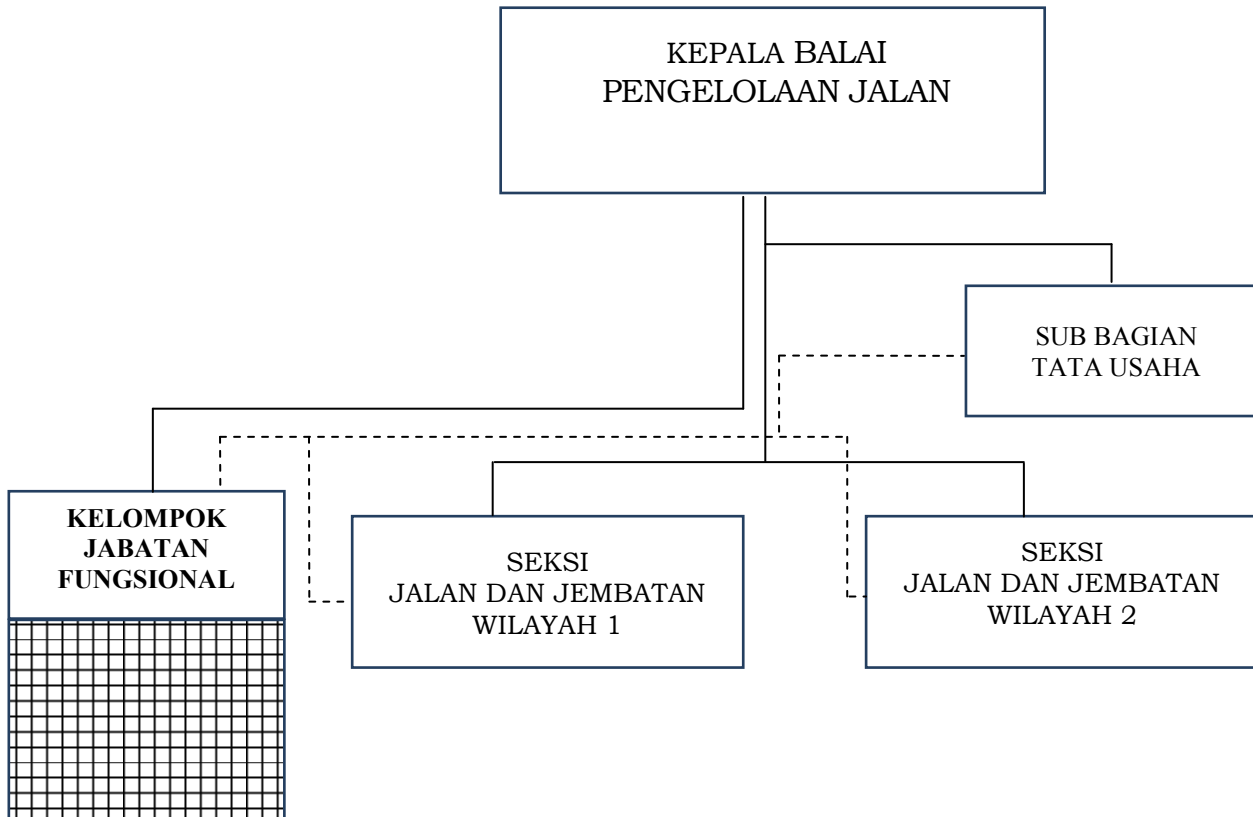 KEPALA BALAI
PENGELOLAAN JALAN
SUB BAGIAN
TATA USAHA
KELOMPOK
JABATAN
FUNGSIONAL
SEKSI
JALAN DAN JEMBATAN
WILAYAH 1
SEKSI
JALAN DAN JEMBATAN
WILAYAH 2